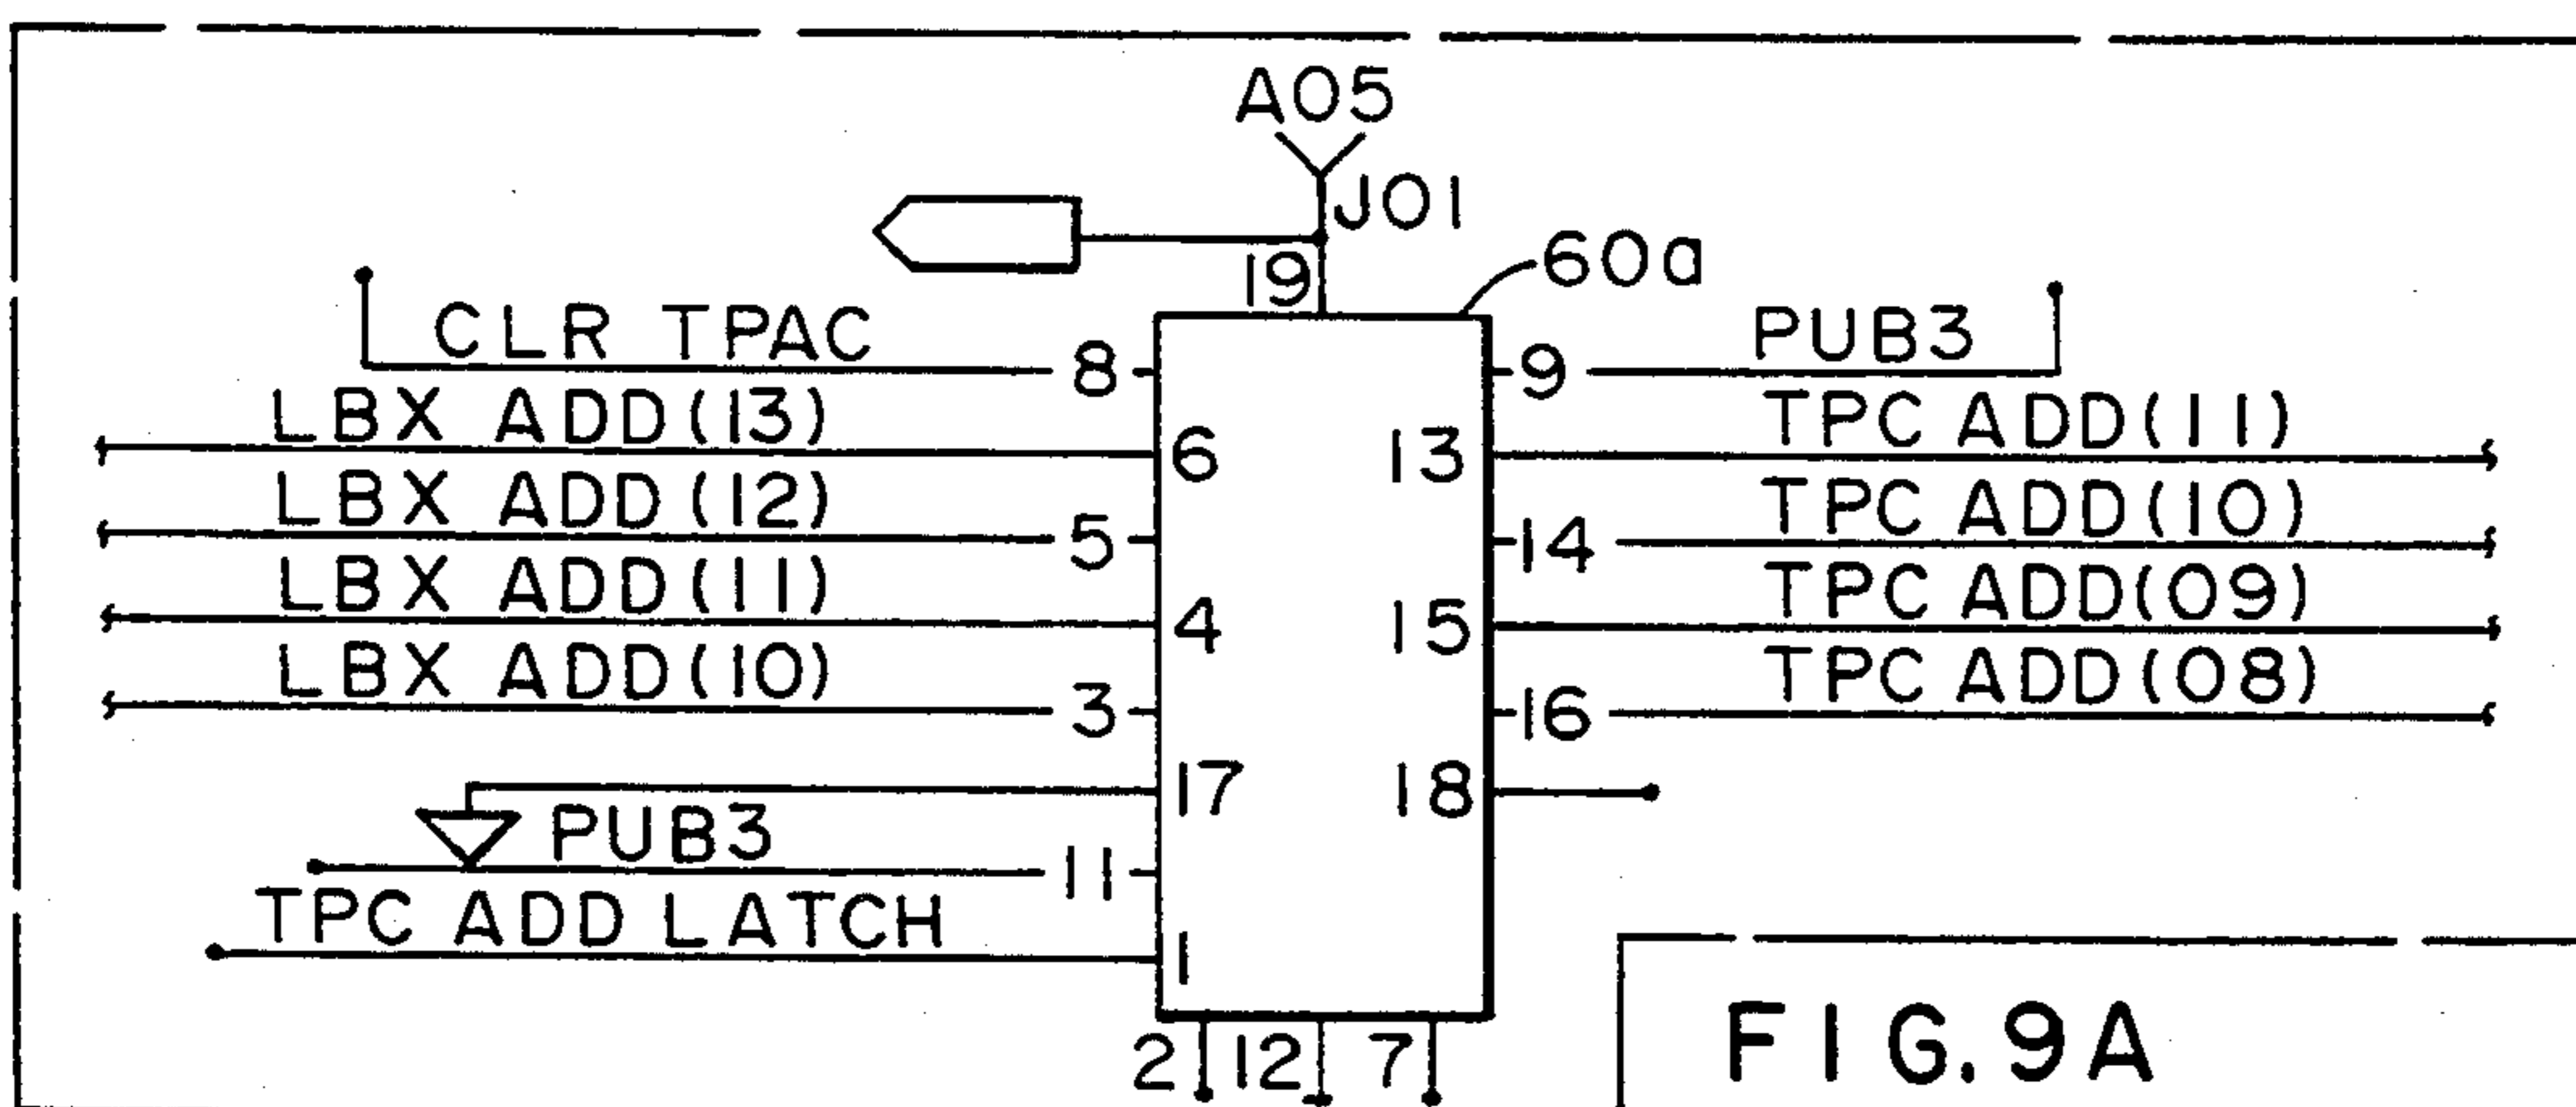 A05
J01
19
60a
CLR TPAC 8
9 PUB3
LBX ADD(13) 6
13 TPC ADD(11)
LBX ADD(12) 5
14 TPC ADD(10)
LBX ADD(11) 4
15 TPC ADD(09)
LBX ADD(10) 3
16 TPC ADD(08)
17
18
PUB3 11
TPC ADD LATCH 1
2 12 7
FIG.9A